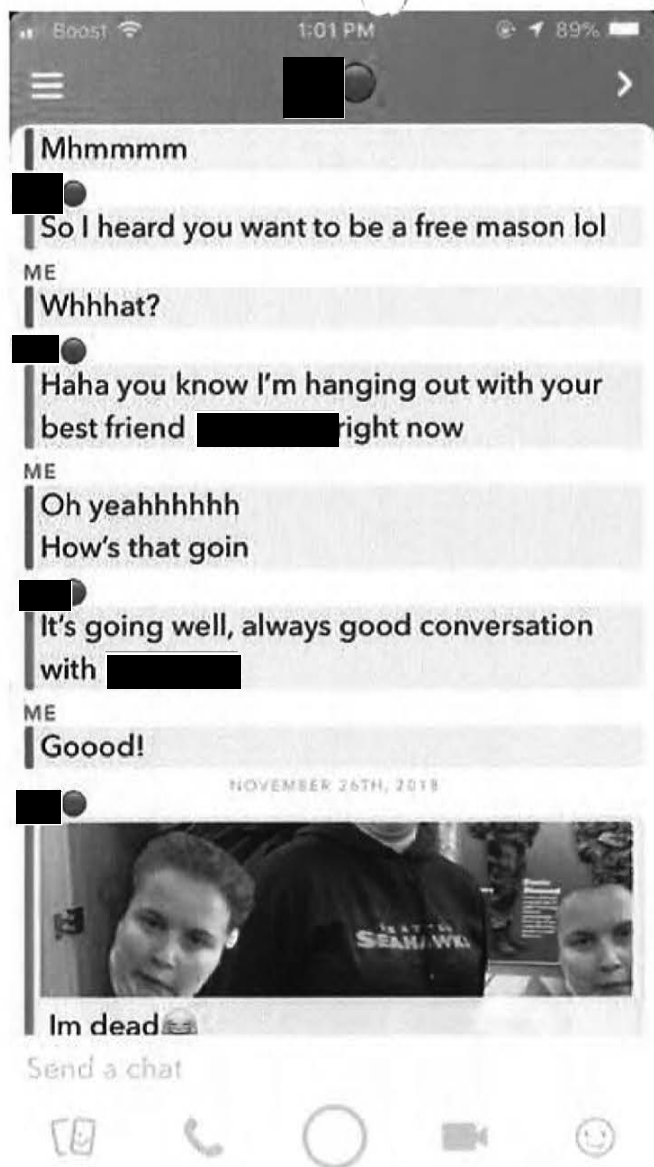 Boost 1:01 PM 89%
Mhmmmm
So I heard you want to be a free mason lol
ME
Whhhat?
Haha you know I'm hanging out with your
best friend right now
ME
Oh yeahhhhhh
How's that goin
It's going well, always good conversation
with
ME
Goood!
NOVEMBER 26TH, 2018
SEATTLE
SEAHAWKS
Im dead😂
Send a chat